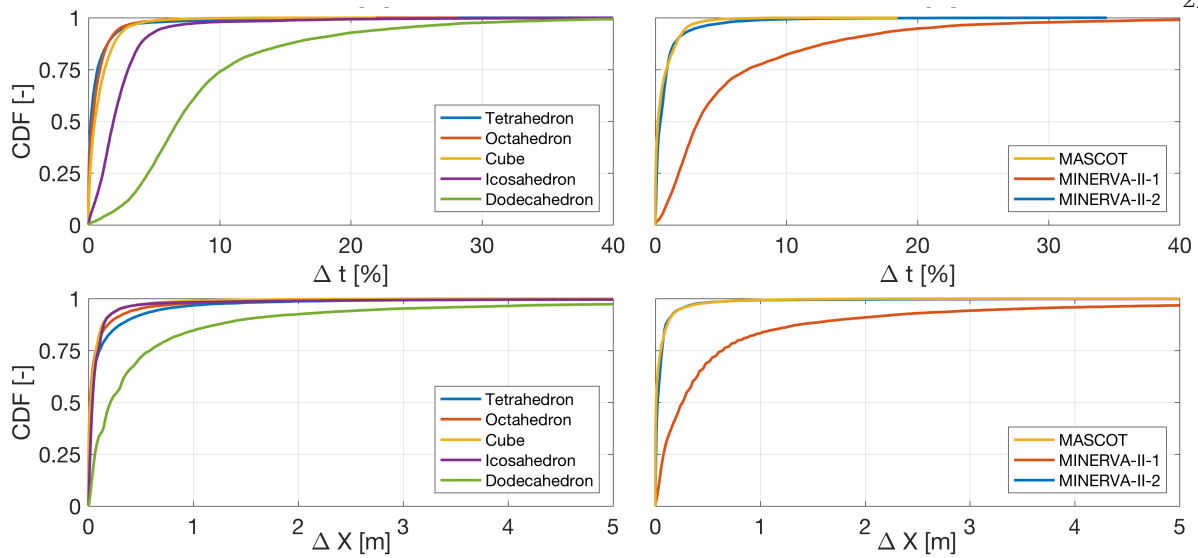 1
0.75
0.5
0.25
0
CDF [-]
Tetrahedron
Octahedron
Cube
Icosahedron
Dodecahedron
0 10 20 30 40
Δ t [%]
1
0.75
0.5
0.25
0
MASCOT
MINERVA-II-1
MINERVA-II-2
0 10 20 30 40
Δ t [%]
1
0.75
0.5
0.25
0
CDF [-]
Tetrahedron
Octahedron
Cube
Icosahedron
Dodecahedron
0 1 2 3 4 5
Δ X [m]
1
0.75
0.5
0.25
0
MASCOT
MINERVA-II-1
MINERVA-II-2
0 1 2 3 4 5
Δ X [m]